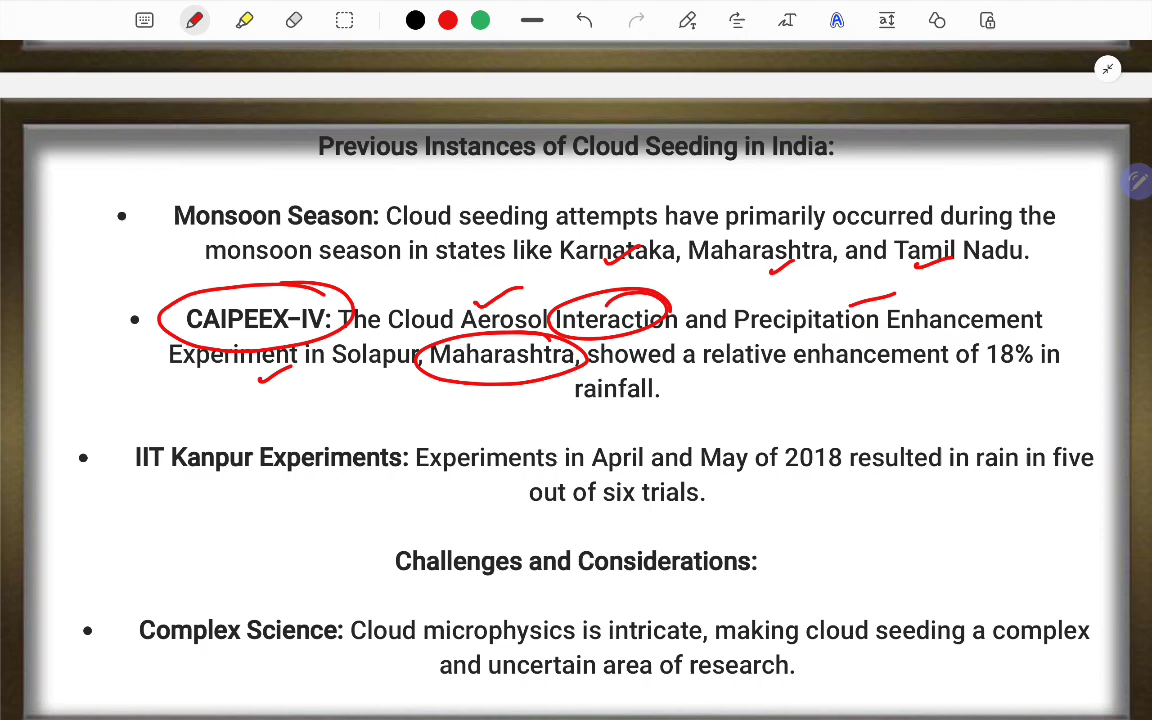 Previous Instances of Cloud Seeding in India:
• Monsoon Season: Cloud seeding attempts have primarily occurred during the
monsoon season in states like Karnataka, Maharashtra, and Tamil Nadu.
• CAIPEEX-IV: The Cloud Aerosol Interaction and Precipitation Enhancement
Experiment in Solapur, Maharashtra, showed a relative enhancement of 18% in
rainfall.
• IIT Kanpur Experiments: Experiments in April and May of 2018 resulted in rain in five
out of six trials.
Challenges and Considerations:
• Complex Science: Cloud microphysics is intricate, making cloud seeding a complex
and uncertain area of research.